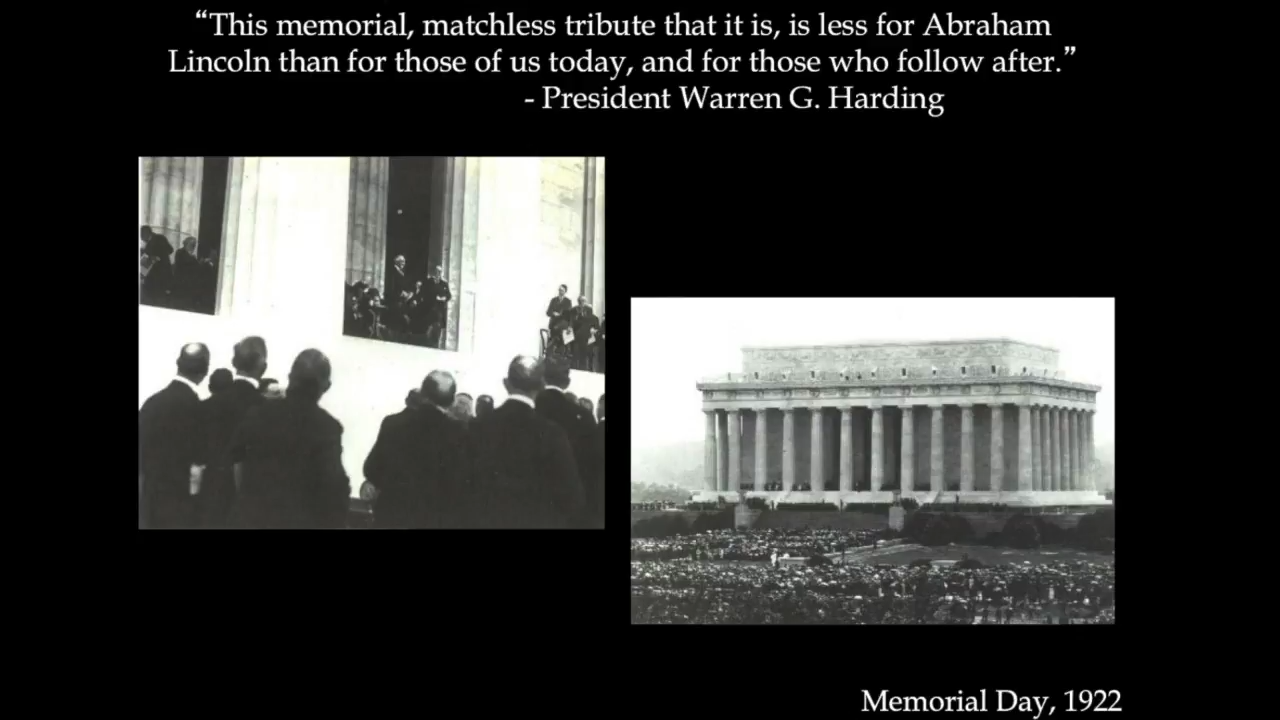 “This memorial, matchless tribute that it is, is less for Abraham
Lincoln than for those of us today, and for those who follow after.”
- President Warren G. Harding
Memorial Day, 1922